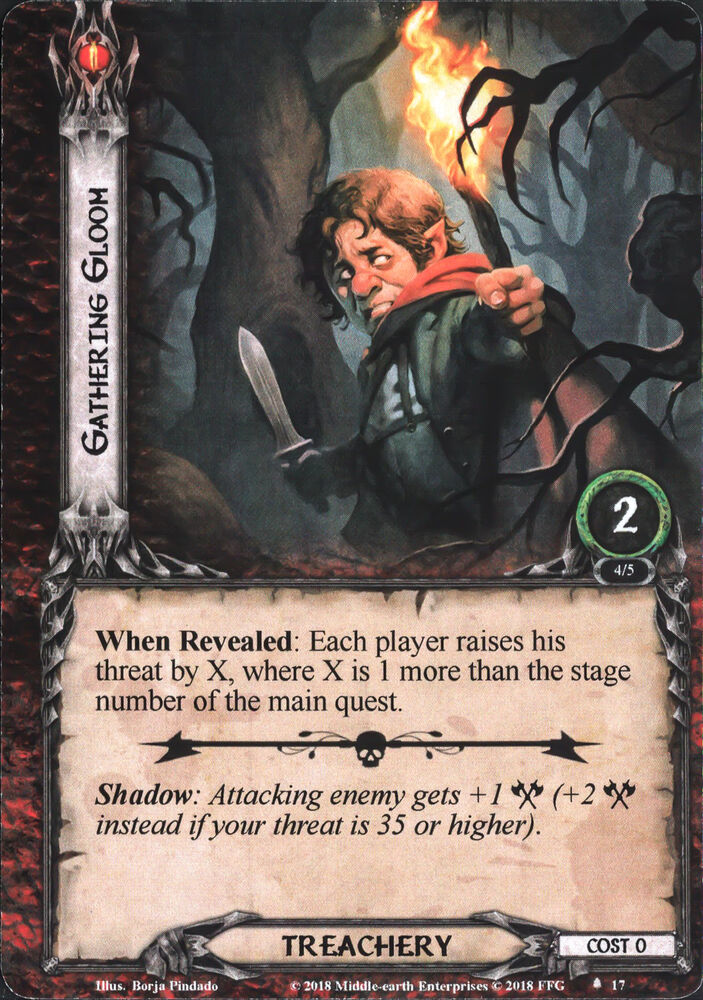 GATHERING GLOOM
2
4/5
When Revealed: Each player raises his
threat by X, where X is 1 more than the stage
number of the main quest.
Shadow: Attacking enemy gets +1 (+2
instead if your threat is 35 or higher).
TREACHERY
COST 0
Illus. Borja Pindado
© 2018 Middle-earth Enterprises © 2018 FFG
17